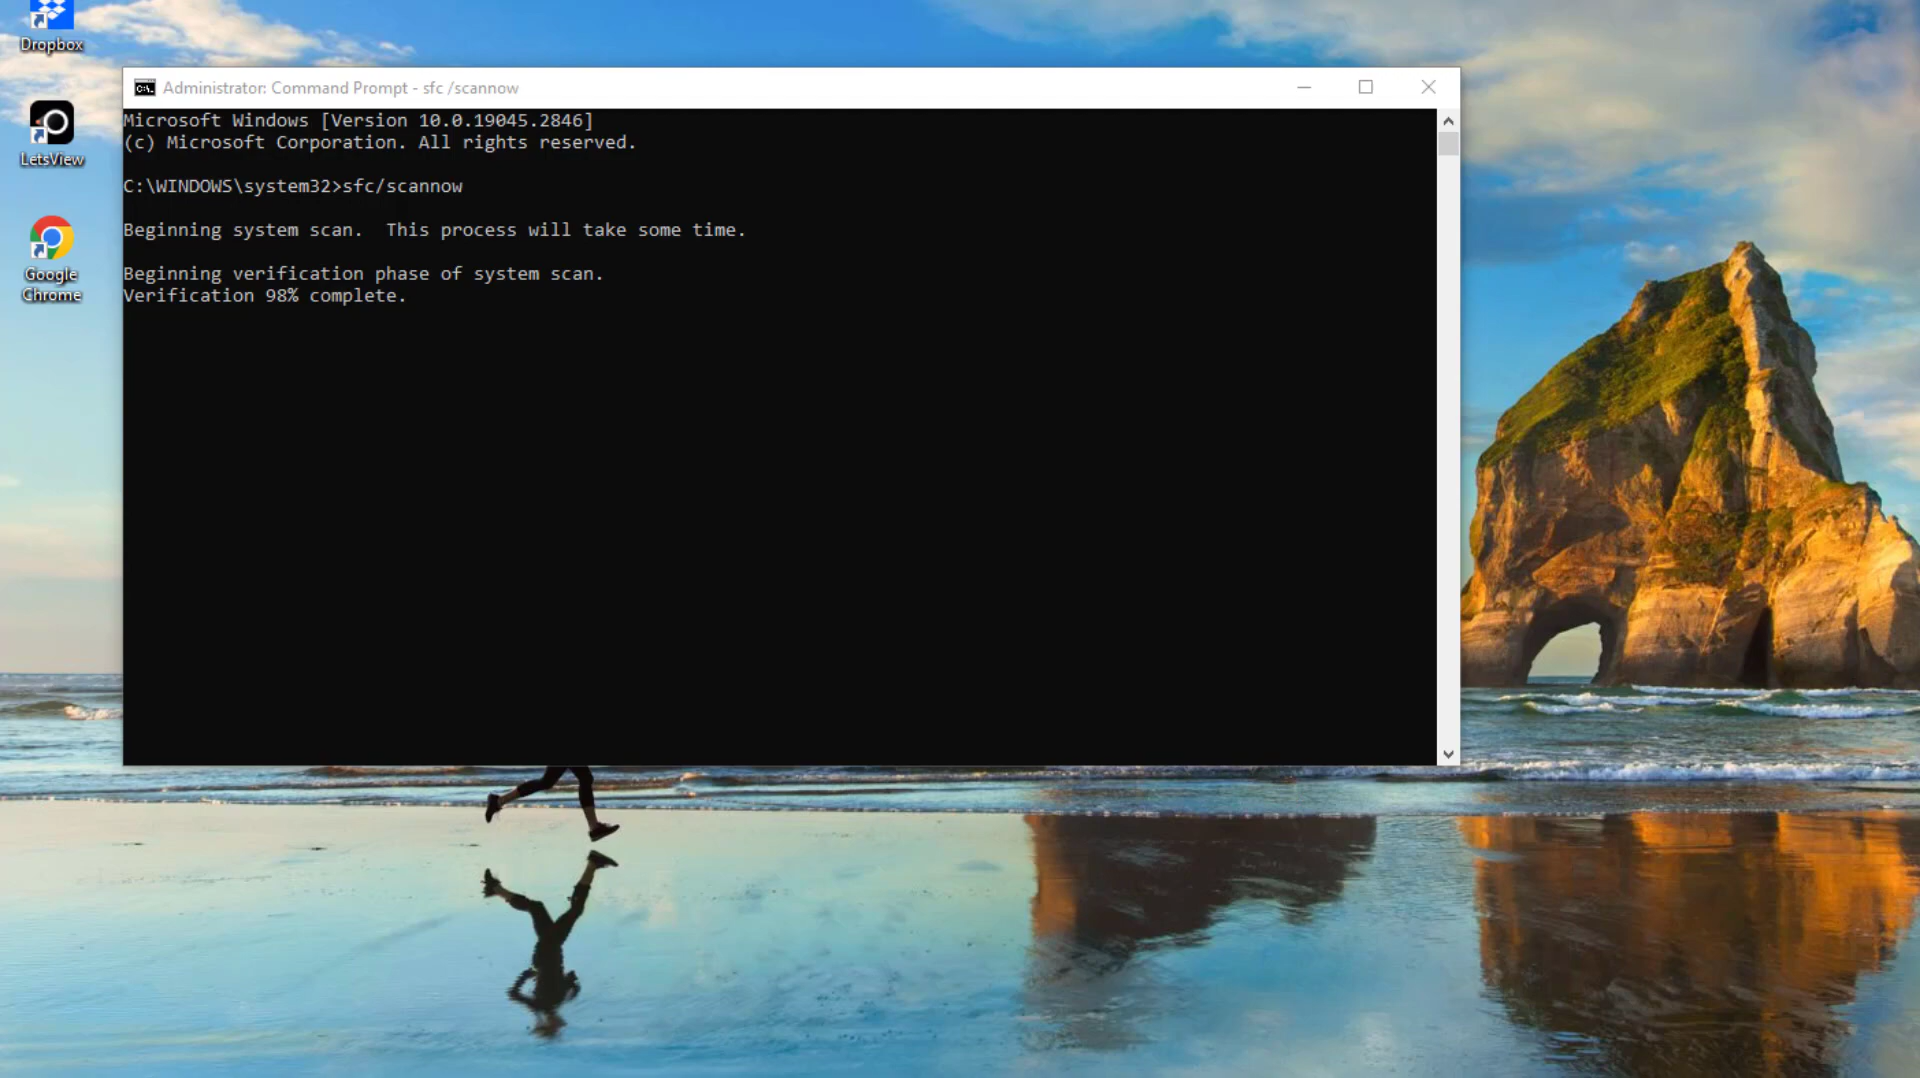 Dropbox
LetsView
Google
Chrome
Administrator: Command Prompt - sfc /scannow
Microsoft Windows [Version 10.0.19045.2846]
(c) Microsoft Corporation. All rights reserved.
C:\WINDOWS\system32>sfc/scannow
Beginning system scan.  This process will take some time.
Beginning verification phase of system scan.
Verification 98% complete.